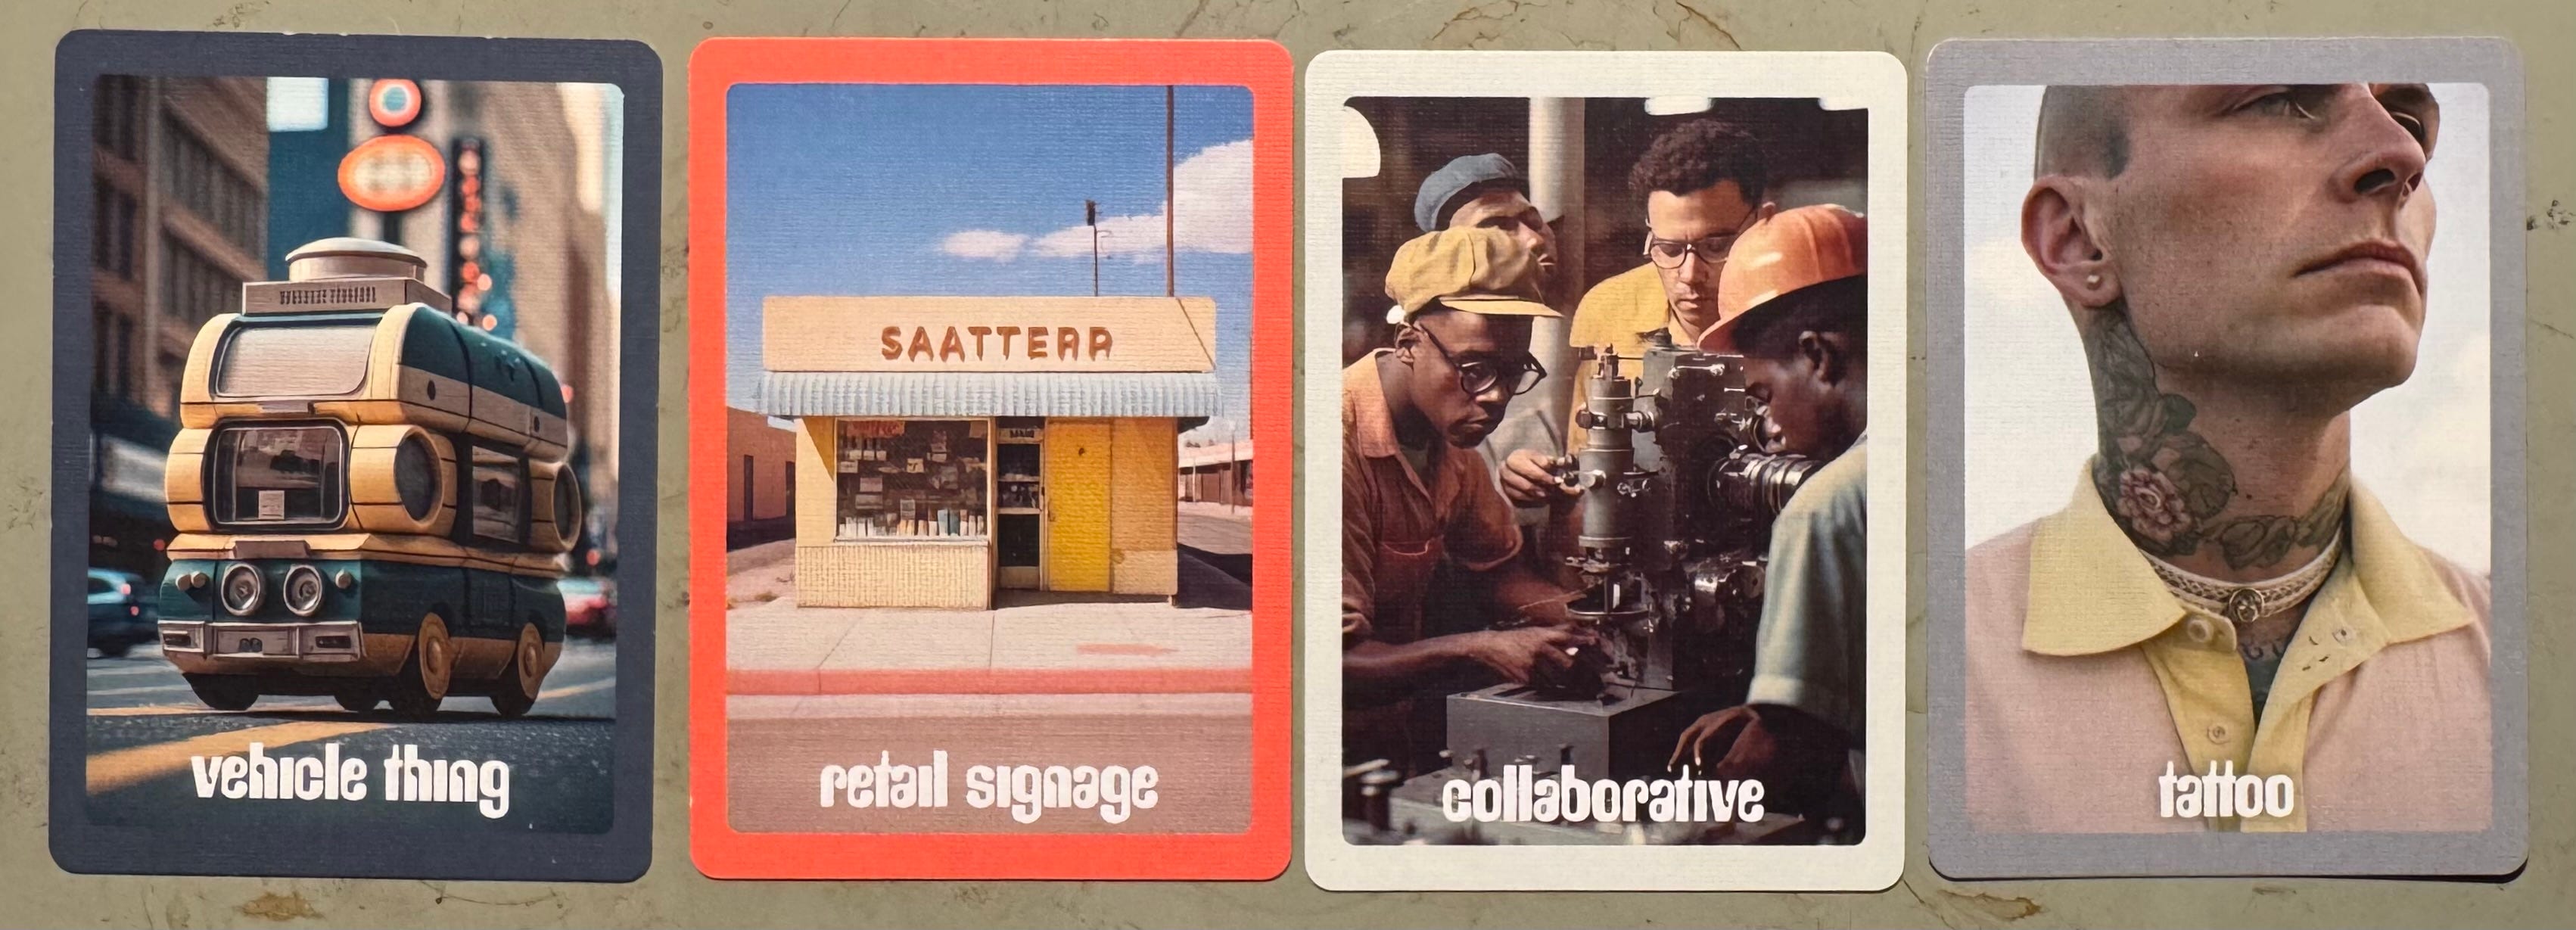 vehicle thing
SAATTERR
retail signage
collaborative
tattoo